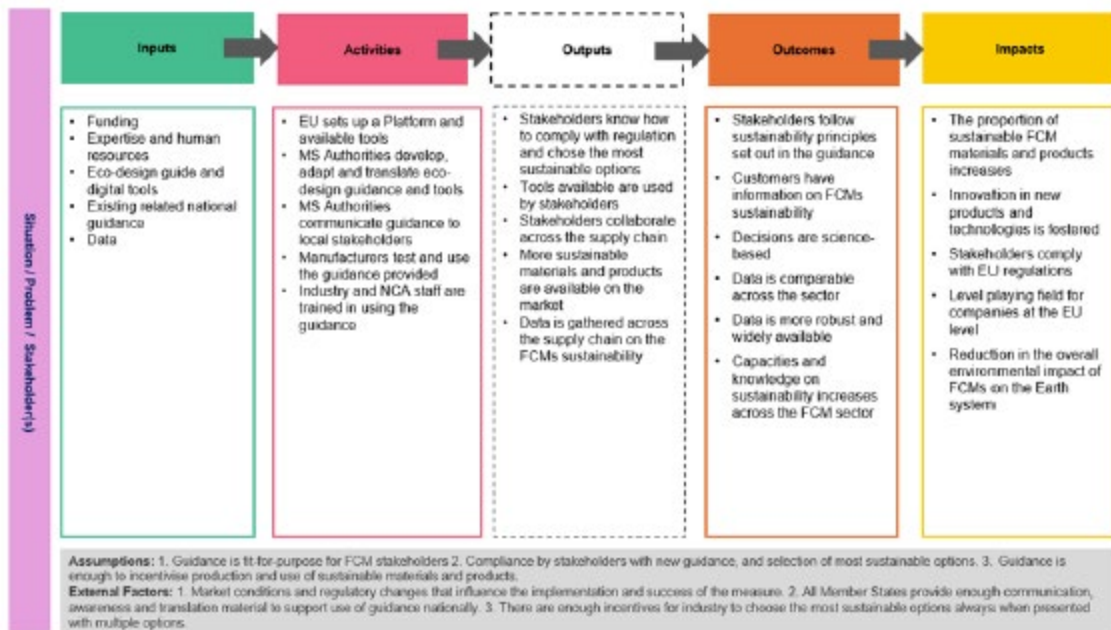 Situation / Problem / Stakeholder(s)
Inputs
Activities
Outputs
Outcomes
Impacts
• Funding
• Expertise and human
resources
• Eco-design guide and
digital tools
• Existing related national
guidance
• Data
• EU sets up a Platform and
available tools
• MS Authorities develop,
adapt and translate eco-
design guidance and tools
• MS Authorities
communicate guidance to
local stakeholders
• Manufacturers test and use
the guidance provided
• Industry and NCA staff are
trained in using the
guidance
• Stakeholders know how
to comply with regulation
and chose the most
sustainable options
• Tools available are used
by stakeholders
• Stakeholders collaborate
across the supply chain
• More sustainable
materials and products
are available on the
market
• Data is gathered across
the supply chain on the
FCMs sustainability
• Stakeholders follow
sustainability principles
set out in the guidance
• Customers have
information on FCMs
sustainability
• Decisions are science-
based
• Data is comparable
across the sector
• Data is more robust and
widely available
• Capacities and
knowledge on
sustainability increases
across the FCM sector
• The proportion of
sustainable FCM
materials and products
increases
• Innovation in new
products and
technologies is fostered
• Stakeholders comply
with EU regulations
• Level playing field for
companies at the EU
level
• Reduction in the overall
environmental impact of
FCMs on the Earth
system
Assumptions: 1. Guidance is fit-for-purpose for FCM stakeholders 2. Compliance by stakeholders with new guidance, and selection of most sustainable options. 3. Guidance is
enough to incentivise production and use of sustainable materials and products.
External Factors: 1. Market conditions and regulatory changes that influence the implementation and success of the measure. 2. All Member States provide enough communication,
awareness and translation material to support use of guidance nationally. 3. There are enough incentives for industry to choose the most sustainable options always when presented
with multiple options.